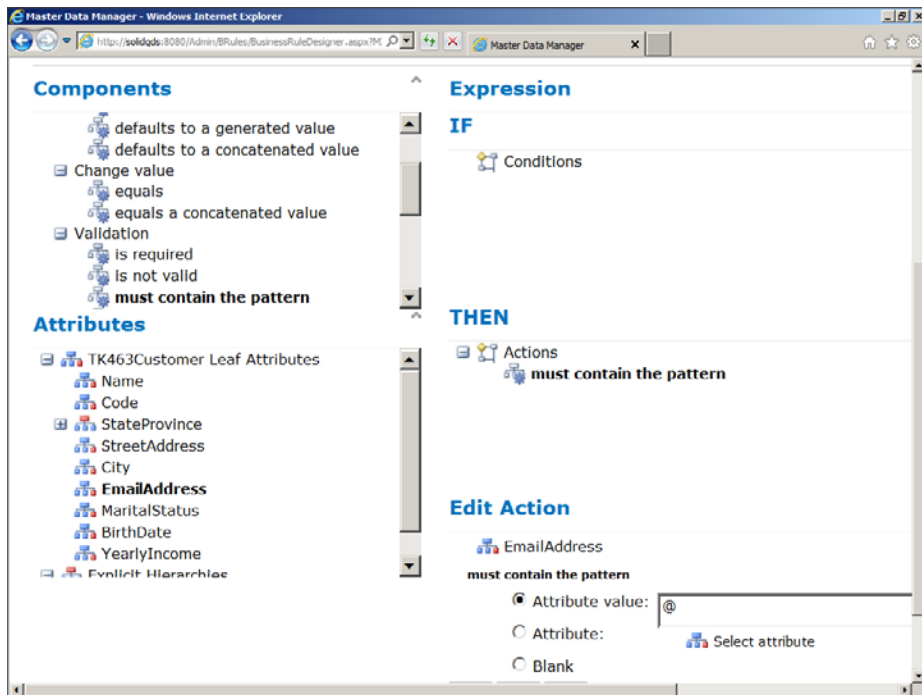 Master Data Manager - Windows Internet Explorer
http://solidqds:8080/Admin/BRules/BusinessRuleDesigner.aspx?M
Master Data Manager
Components
defaults to a generated value
defaults to a concatenated value
Change value
equals
equals a concatenated value
Validation
is required
is not valid
must contain the pattern
Attributes
TK463Customer Leaf Attributes
Name
Code
StateProvince
StreetAddress
City
EmailAddress
MaritalStatus
BirthDate
YearlyIncome
Explicit Hierarchies
Expression
IF
Conditions
THEN
Actions
must contain the pattern
Edit Action
EmailAddress
must contain the pattern
Attribute value: @
Attribute:
Select attribute
Blank